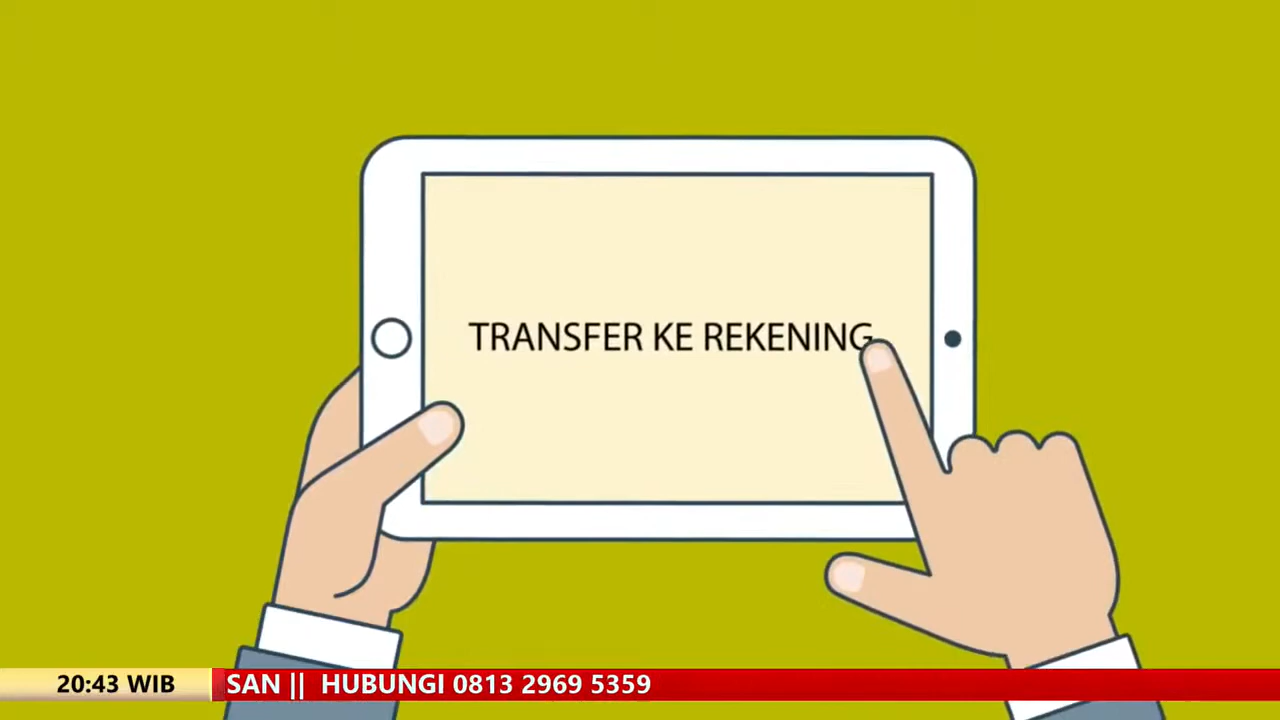 TRANSFER KE REKENING
20:43 WIB
SAN || HUBUNGI 0813 2969 5359